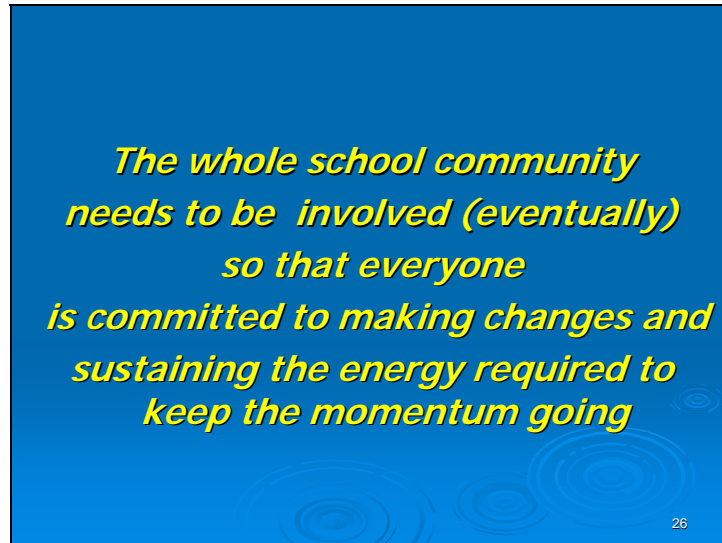 The whole school community
needs to be  involved (eventually)
so that everyone
is committed to making changes and
sustaining the energy required to
keep the momentum going
26